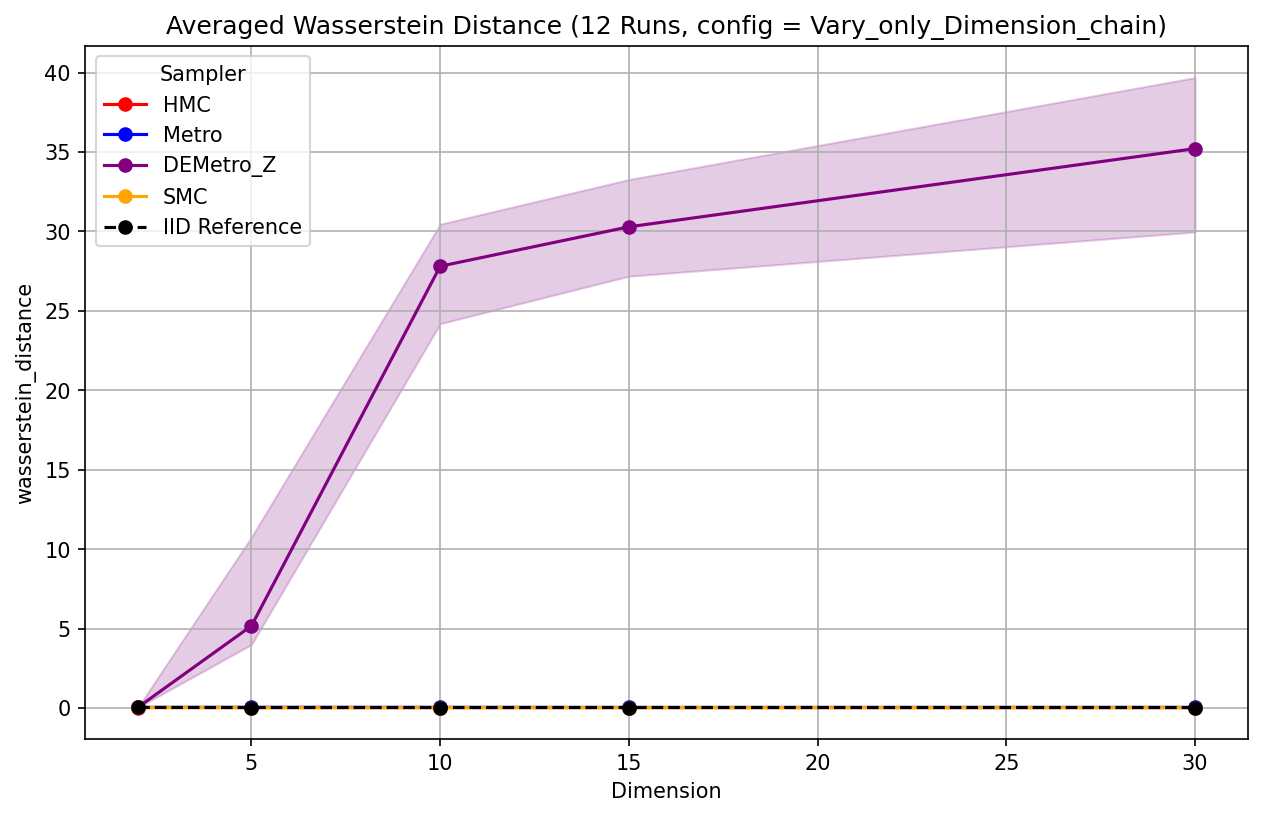 Averaged Wasserstein Distance (12 Runs, config = Vary_only_Dimension_chain)
Sampler
HMC
Metro
DEMetro_Z
SMC
IID Reference
wasserstein_distance
40
35
30
25
20
15
10
5
0
5 10 15 20 25 30
Dimension